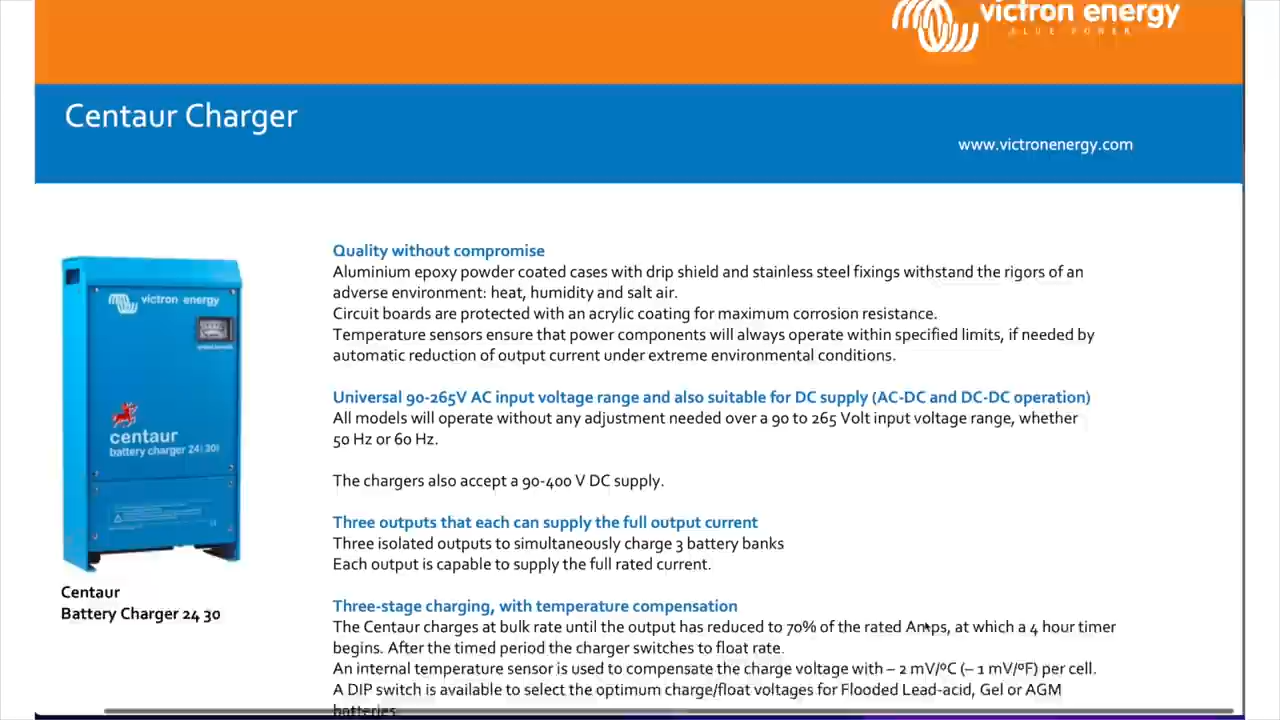 victron energy
BLUE POWER
Centaur Charger
www.victronenergy.com
victron energy
centaur
battery charger 24|30
Centaur
Battery Charger 24 30
Quality without compromise
Aluminium epoxy powder coated cases with drip shield and stainless steel fixings withstand the rigors of an
adverse environment: heat, humidity and salt air.
Circuit boards are protected with an acrylic coating for maximum corrosion resistance.
Temperature sensors ensure that power components will always operate within specified limits, if needed by
automatic reduction of output current under extreme environmental conditions.
Universal 90-265V AC input voltage range and also suitable for DC supply (AC-DC and DC-DC operation)
All models will operate without any adjustment needed over a 90 to 265 Volt input voltage range, whether
50 Hz or 60 Hz.
The chargers also accept a 90-400 V DC supply.
Three outputs that each can supply the full output current
Three isolated outputs to simultaneously charge 3 battery banks
Each output is capable to supply the full rated current.
Three-stage charging, with temperature compensation
The Centaur charges at bulk rate until the output has reduced to 70% of the rated Amps, at which a 4 hour timer
begins. After the timed period the charger switches to float rate.
An internal temperature sensor is used to compensate the charge voltage with – 2 mV/ºC (– 1 mV/ºF) per cell.
A DIP switch is available to select the optimum charge/float voltages for Flooded Lead-acid, Gel or AGM
batteries